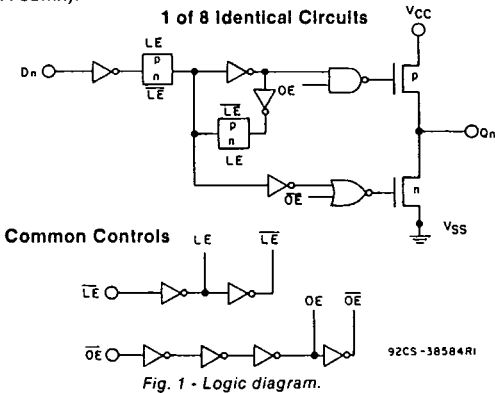 1 of 8 Identical Circuits
VCC
LE
Dn
p
n
LE
OE
p
LE
p
n
LE
Qn
OE
n
VSS
Common Controls
LE
LE
LE
OE
OE
OE
92CS-38584R1
Fig. 1 - Logic diagram.